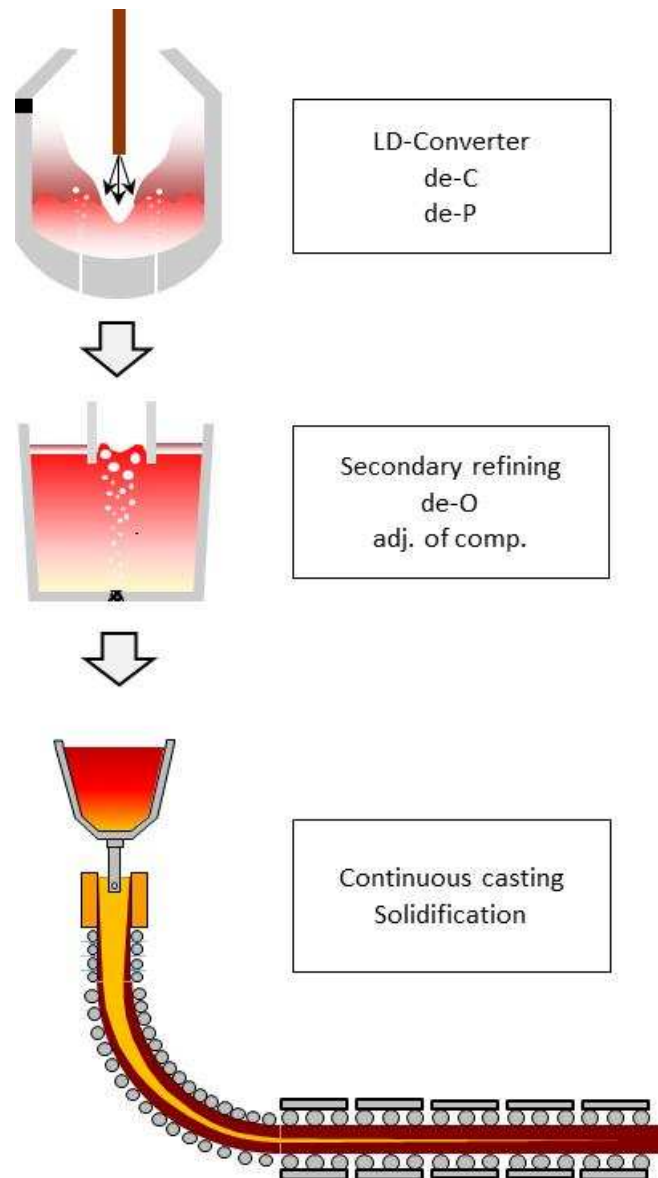 LD-Converter
de-C
de-P
Secondary refining
de-O
adj. of comp.
Continuous casting
Solidification